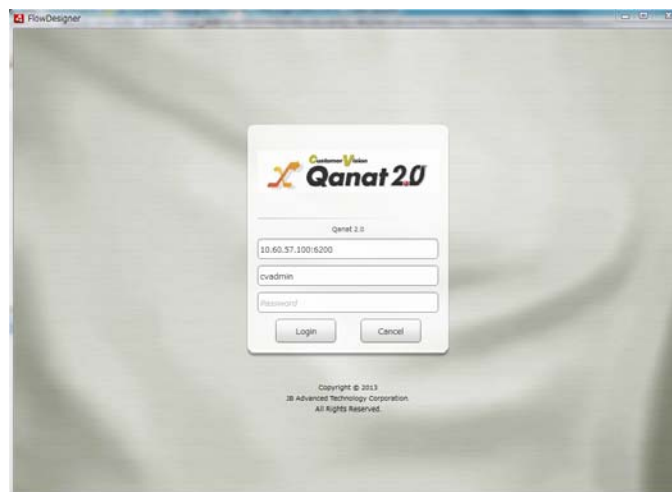 FlowDesigner
Customer Vision
Qanat 2.0
Qanat 2.0
10.60.57.100:6200
cvadmin
Password
Login Cancel
Copyright © 2013
JB Advanced Technology Corporation.
All Rights Reserved.